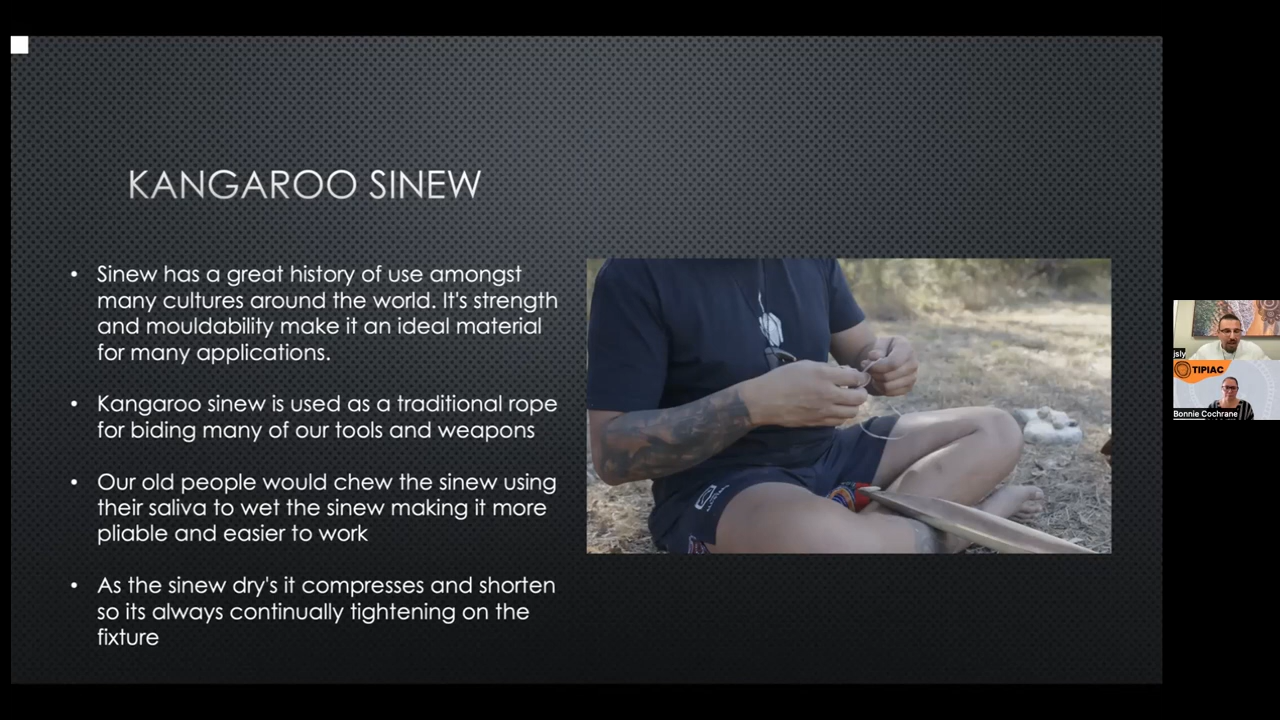 KANGAROO SINEW
• Sinew has a great history of use amongst
many cultures around the world. It's strength
and mouldability make it an ideal material
for many applications.
• Kangaroo sinew is used as a traditional rope
for biding many of our tools and weapons
• Our old people would chew the sinew using
their saliva to wet the sinew making it more
pliable and easier to work
• As the sinew dry's it compresses and shorten
so its always continually tightening on the
fixture
jsly
TIPIAC
Bonnie Cochrane